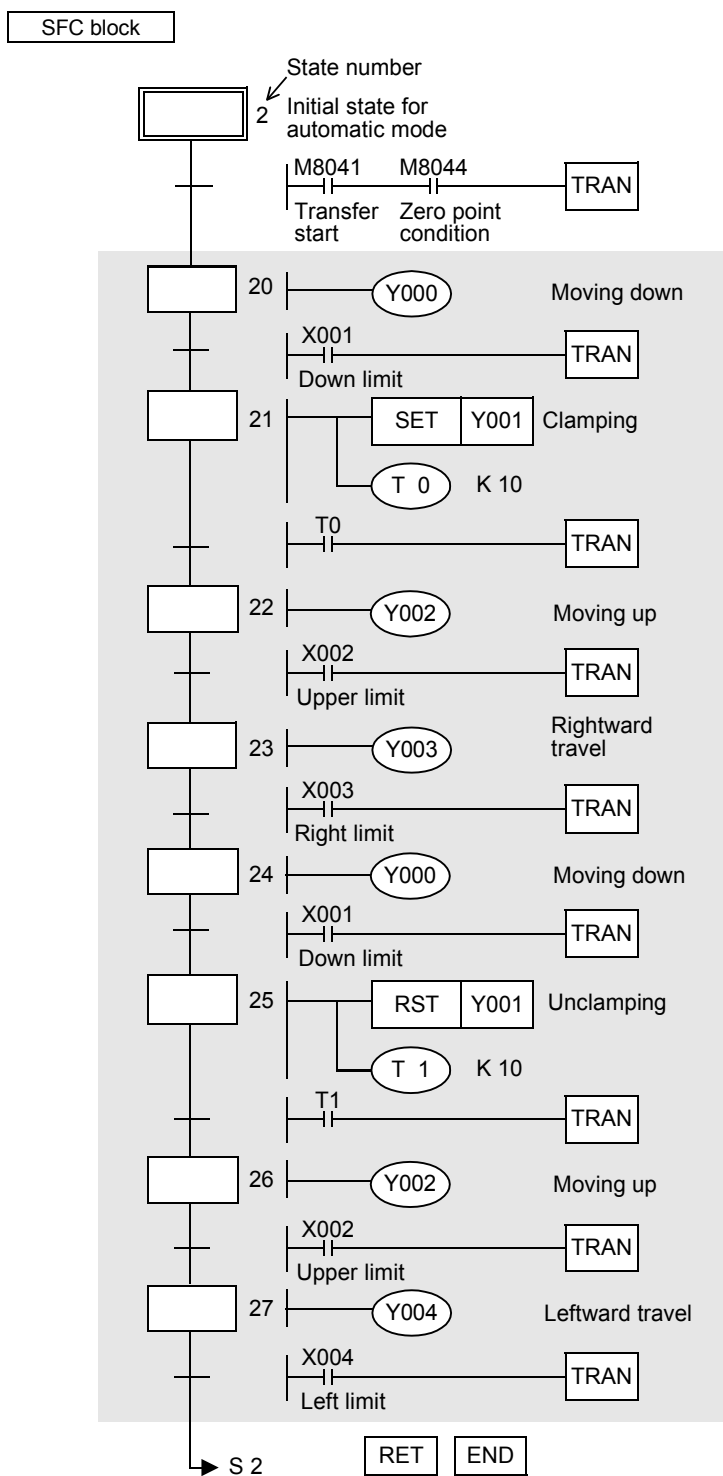 SFC block
State number
2 Initial state for
automatic mode
M8041 M8044
TRAN
Transfer Zero point
start condition
20 Y000 Moving down
X001
TRAN
Down limit
21 SET Y001 Clamping
T 0 K 10
T0
TRAN
22 Y002 Moving up
X002
TRAN
Upper limit
Rightward
23 Y003 travel
X003
TRAN
Right limit
24 Y000 Moving down
X001
TRAN
Down limit
25 RST Y001 Unclamping
T 1 K 10
T1
TRAN
26 Y002 Moving up
X002
TRAN
Upper limit
27 Y004 Leftward travel
X004
TRAN
Left limit
S 2 RET END